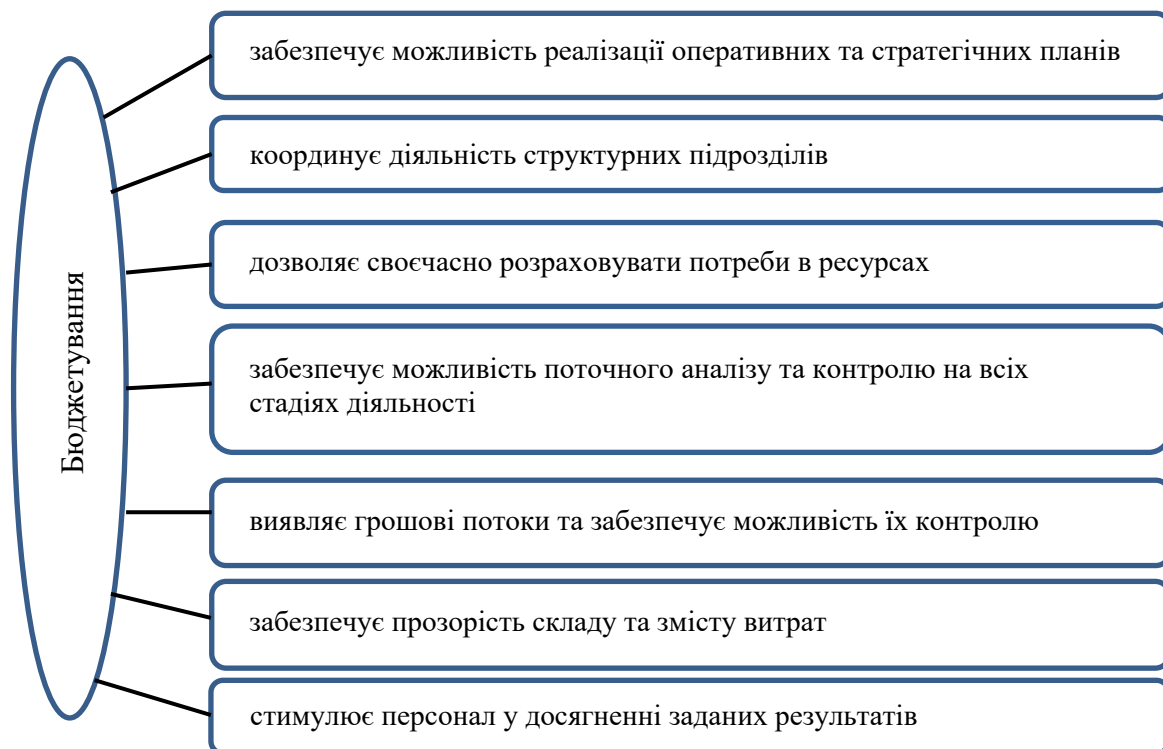 Бюджетування
забезпечує можливість реалізації оперативних та стратегічних планів
координує діяльність структурних підрозділів
дозволяє своєчасно розраховувати потреби в ресурсах
забезпечує можливість поточного аналізу та контролю на всіх
стадіях діяльності
виявляє грошові потоки та забезпечує можливість їх контролю
забезпечує прозорість складу та змісту витрат
стимулює персонал у досягненні заданих результатів